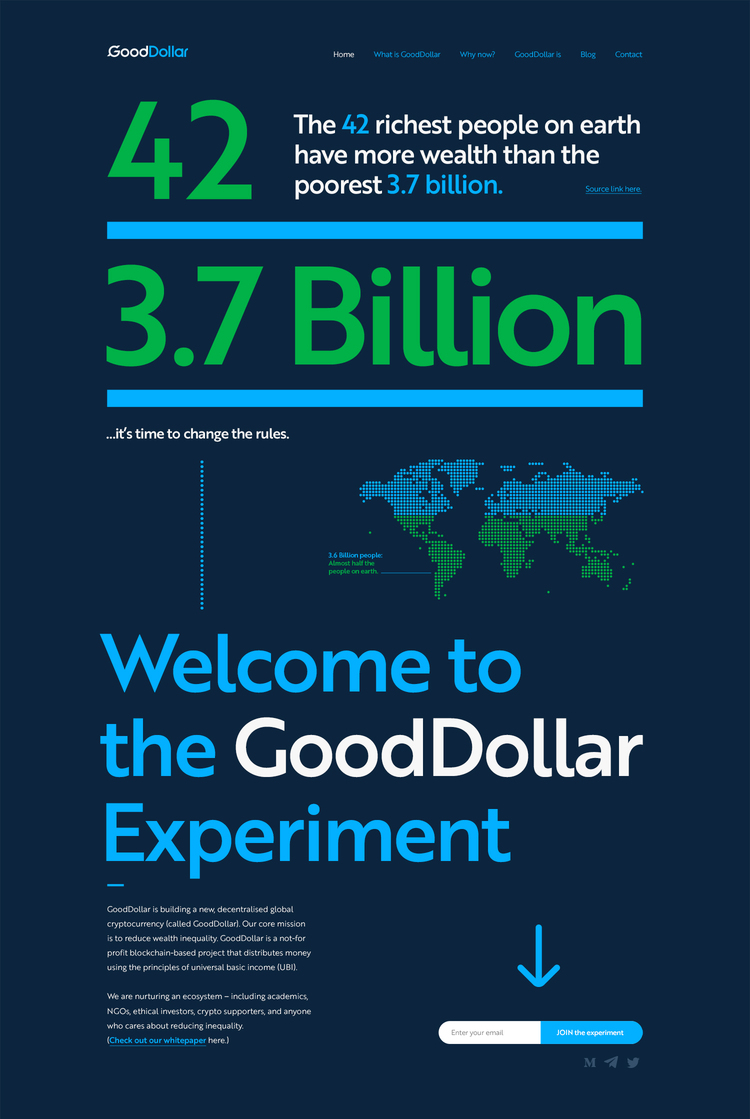 GoodDollar
Home What is GoodDollar Why now? GoodDollar is Blog Contact
42
The 42 richest people on earth
have more wealth than the
poorest 3.7 billion.
Source link here.
3.7 Billion
...it's time to change the rules.
3.6 Billion people:
Almost half the
people on earth.
Welcome to
the GoodDollar
Experiment
GoodDollar is building a new, decentralised global
cryptocurrency (called GoodDollar). Our core mission
is to reduce wealth inequality. GoodDollar is a not-for
profit blockchain-based project that distributes money
using the principles of universal basic income (UBI).
We are nurturing an ecosystem – including academics,
NGOs, ethical investors, crypto supporters, and anyone
who cares about reducing inequality.
(Check out our whitepaper here.)
Enter your email
JOIN the experiment
M